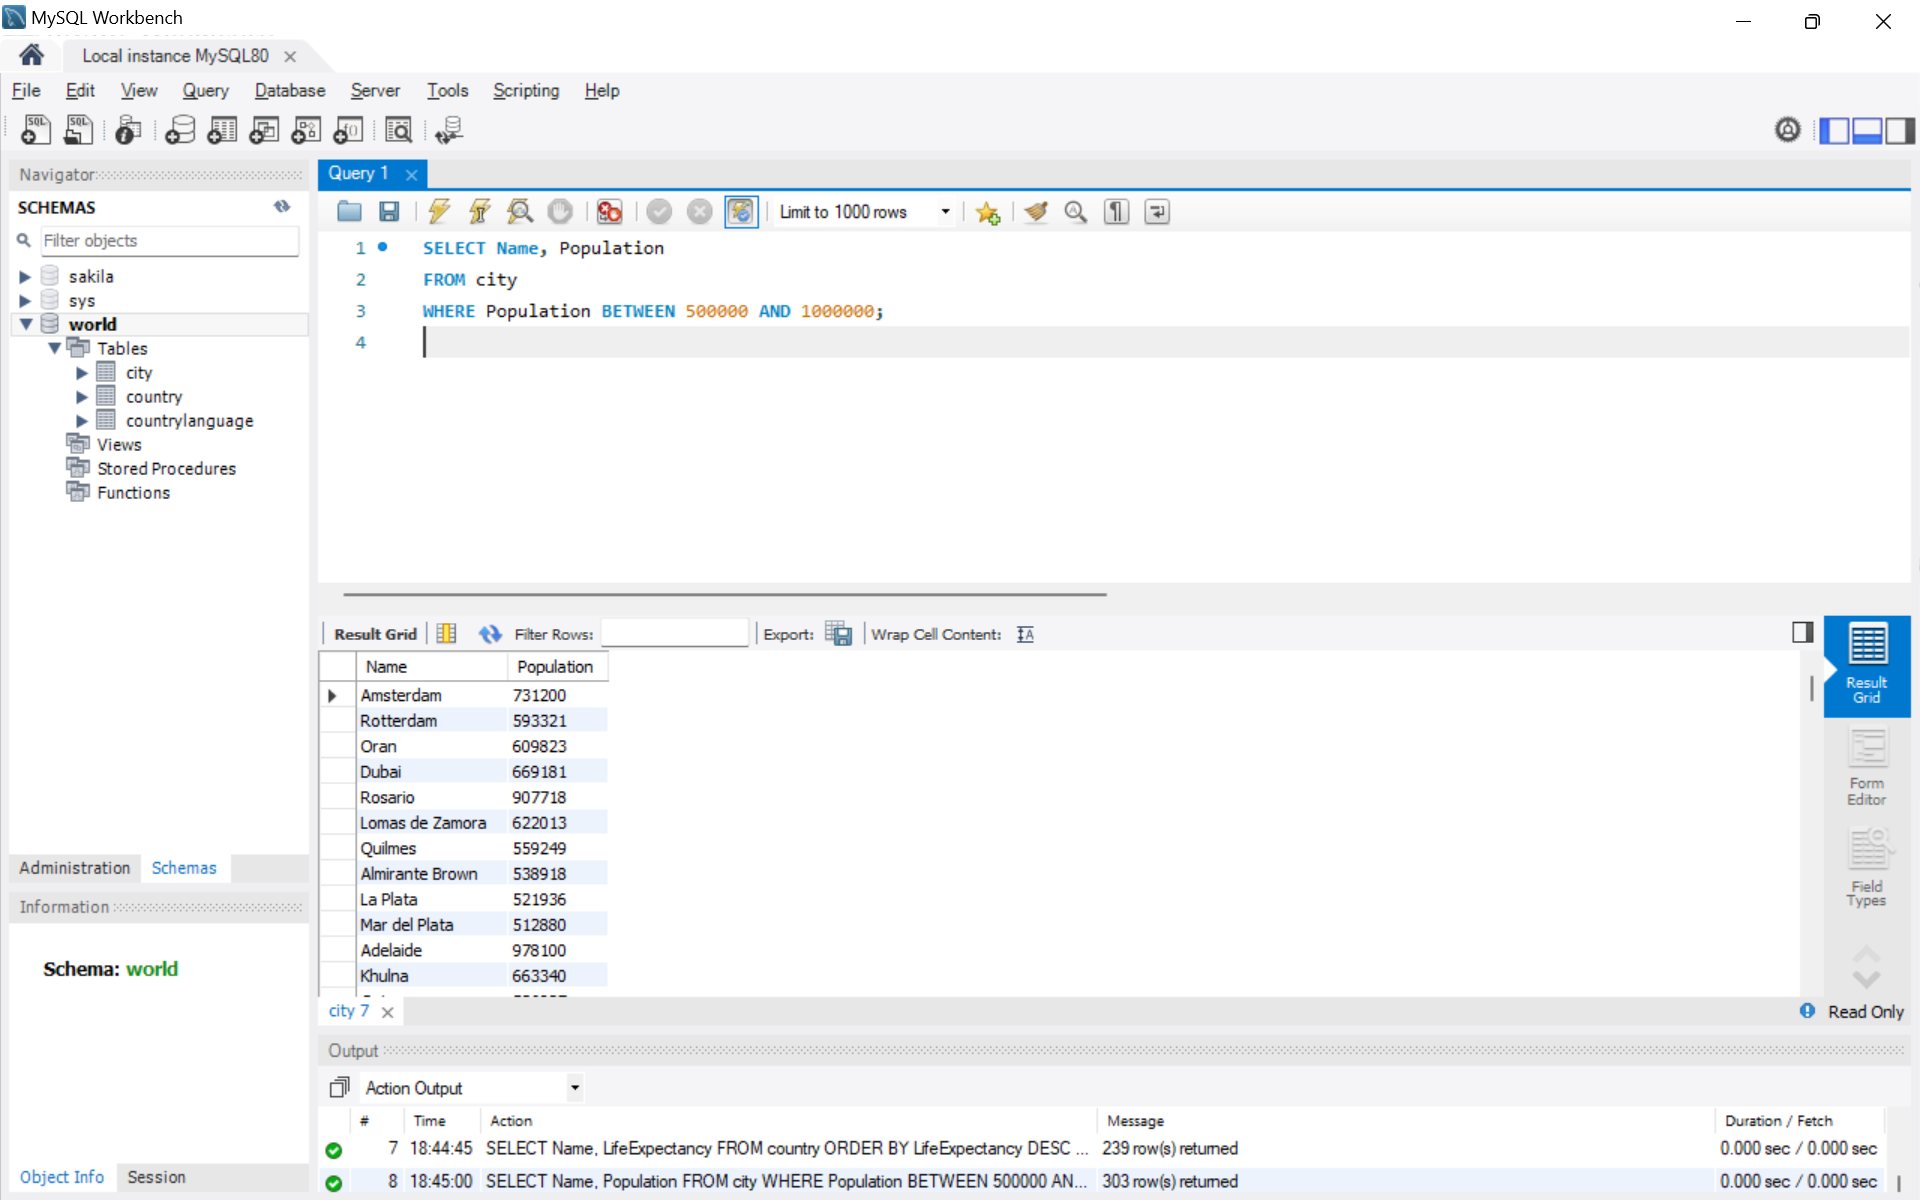 MySQL Workbench
Local instance MySQL80
File Edit View Query Database Server Tools Scripting Help
Navigator
SCHEMAS
Filter objects
sakila
sys
world
Tables
city
country
countrylanguage
Views
Stored Procedures
Functions
Administration Schemas
Information
Schema: world
Object Info Session
Query 1
Limit to 1000 rows
1 SELECT Name, Population
2 FROM city
3 WHERE Population BETWEEN 500000 AND 1000000;
4
Result Grid Filter Rows: Export: Wrap Cell Content:
Name Population
Amsterdam 731200
Rotterdam 593321
Oran 609823
Dubai 669181
Rosario 907718
Lomas de Zamora 622013
Quilmes 559249
Almirante Brown 538918
La Plata 521936
Mar del Plata 512880
Adelaide 978100
Khulna 663340
Result
Grid
Form
Editor
Field
Types
city 7
Read Only
Output
Action Output
# Time Action Message Duration / Fetch
7 18:44:45 SELECT Name, LifeExpectancy FROM country ORDER BY LifeExpectancy DESC ... 239 row(s) returned 0.000 sec / 0.000 sec
8 18:45:00 SELECT Name, Population FROM city WHERE Population BETWEEN 500000 AN... 303 row(s) returned 0.000 sec / 0.000 sec